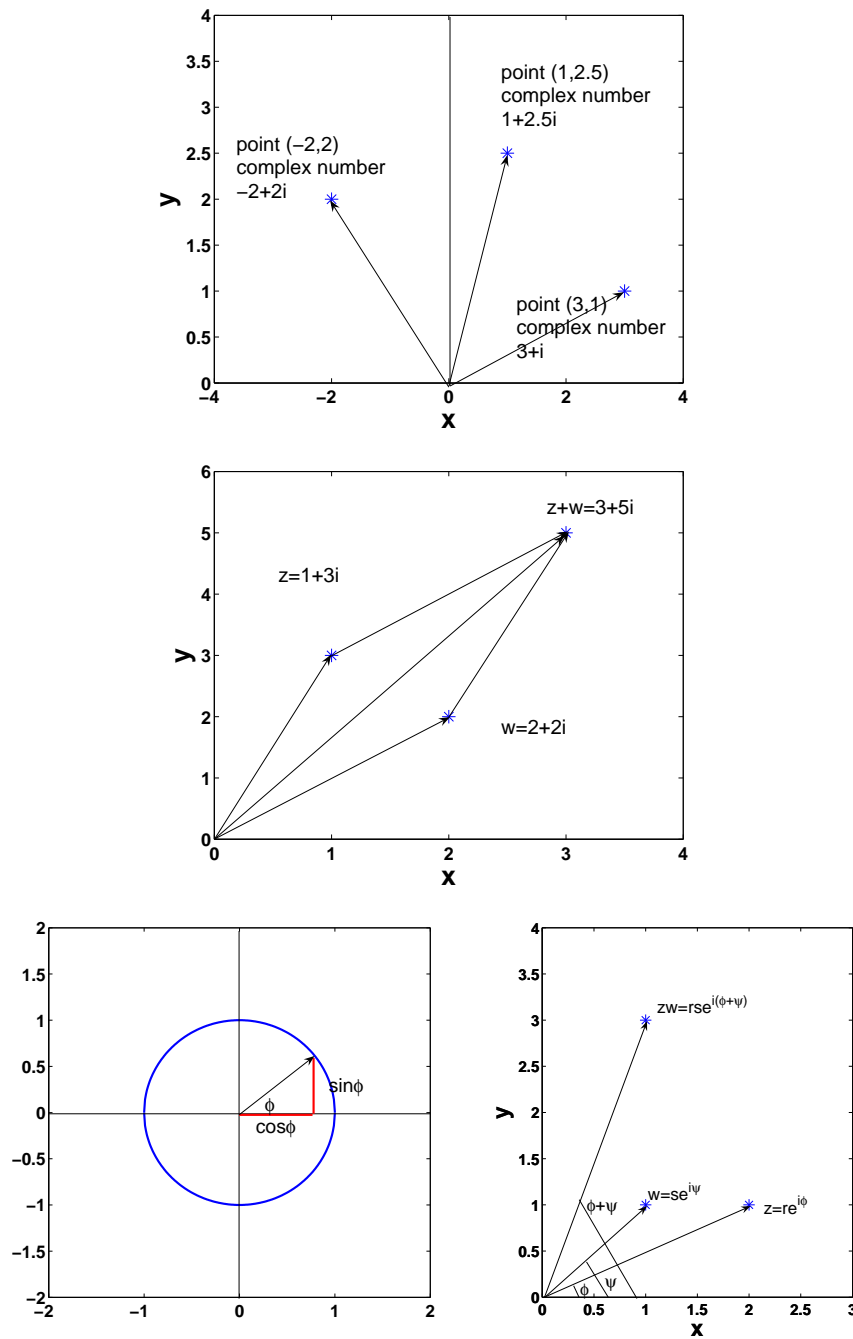 4
3.5
point (1,2.5)
complex number
1+2.5i
3
point (−2,2)
complex number
−2+2i
2.5
2
y
1.5
1
point (3,1)
complex number
3+i
0.5
0
−4 −2 0 2 4
x
6
z+w=3+5i
5
z=1+3i
4
y
3
2
w=2+2i
1
0
0 1 2 3 4
x
2
1.5
1
0.5
sinφ
φ
0
cosφ
−0.5
−1
−1.5
−2
−2 −1 0 1 2
4
3.5
zw=rse^{i(φ+ψ)}
3
2.5
2
y
1.5
w=se^{iψ}
z=re^{iφ}
1
φ+ψ
0.5
ψ
φ
0
0 0.5 1 1.5 2 2.5 3
x